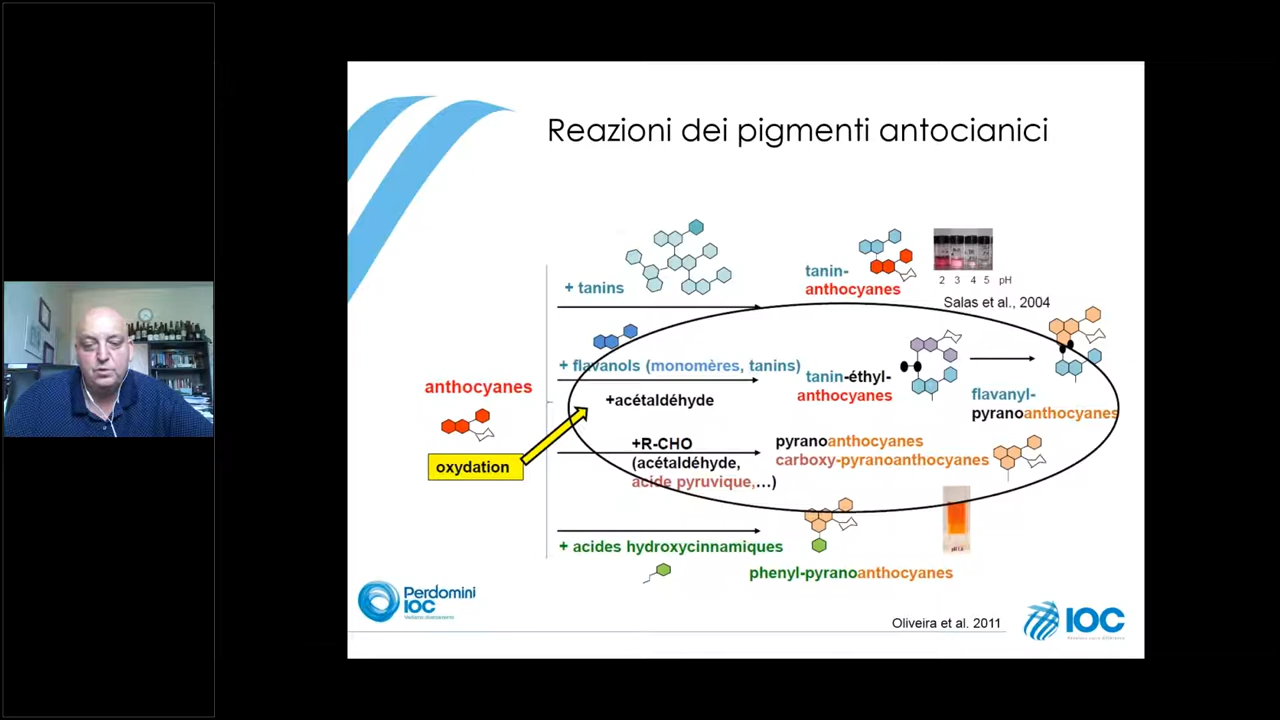 Reazioni dei pigmenti antocianici
+ tanins
tanin-
anthocyanes
2 3 4 5 pH
Salas et al., 2004
+ flavanols (monomères, tanins)
+acétaldéhyde
tanin-éthyl-
anthocyanes
flavanyl-
pyranoanthocyanes
anthocyanes
oxydation
+R-CHO
(acétaldéhyde,
acide pyruvique,...)
pyranoanthocyanes
carboxy-pyranoanthocyanes
+ acides hydroxycinnamiques
phenyl-pyranoanthocyanes
Perdomini
IOC
Oliveira et al. 2011
IOC